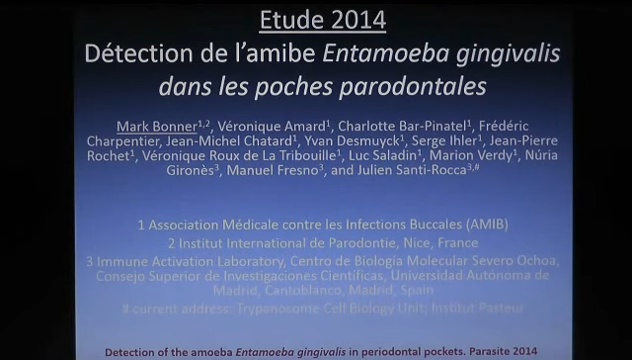 Etude 2014
Détection de l'amibe Entamoeba gingivalis
dans les poches parodontales
Mark Bonner1,2, Véronique Amard1, Charlotte Bar-Pinatel1, Frédéric
Charpentier, Jean-Michel Chatard1, Yvan Desmuyck1, Serge Ihler1, Jean-Pierre
Rochet1, Véronique Roux de La Tribouille1, Luc Saladin1, Marion Verdy1, Núria
Gironès3, Manuel Fresno3, and Julien Santi-Rocca3,#
1 Association Médicale contre les Infections Buccales (AMIB)
2 Institut International de Parodontie, Nice, France
3 Immune Activation Laboratory, Centro de Biología Molecular Severo Ochoa,
Consejo Superior de Investigaciones Científicas, Universidad Autónoma de
Madrid, Cantoblanco, Madrid, Spain
# current address: Trypanosome Cell Biology Unit; Institut Pasteur
Detection of the amoeba Entamoeba gingivalis in periodontal pockets. Parasite 2014